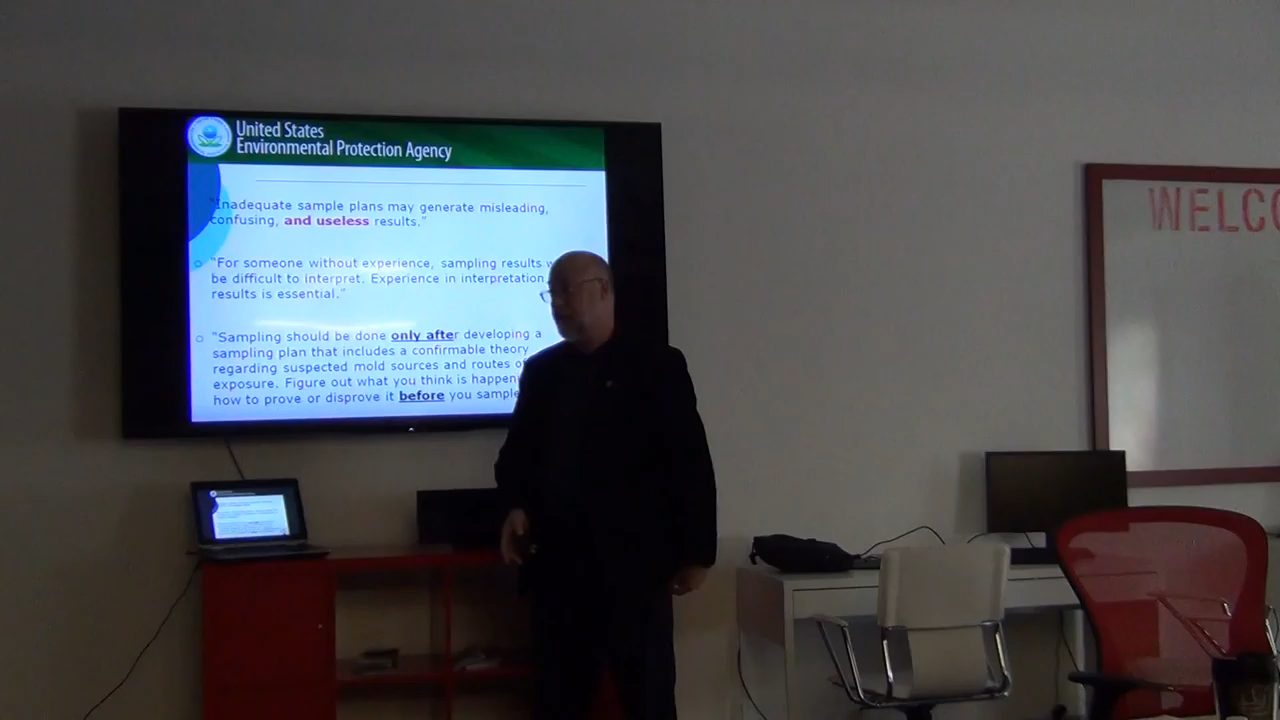 United States
Environmental Protection Agency
"Inadequate sample plans may generate misleading,
confusing, and useless results."
"For someone without experience, sampling results
be difficult to interpret. Experience in interpretation
results is essential."
"Sampling should be done only after developing a
sampling plan that includes a confirmable theory
regarding suspected mold sources and routes
exposure. Figure out what you think is
how to prove or disprove it before you sample
WELCO